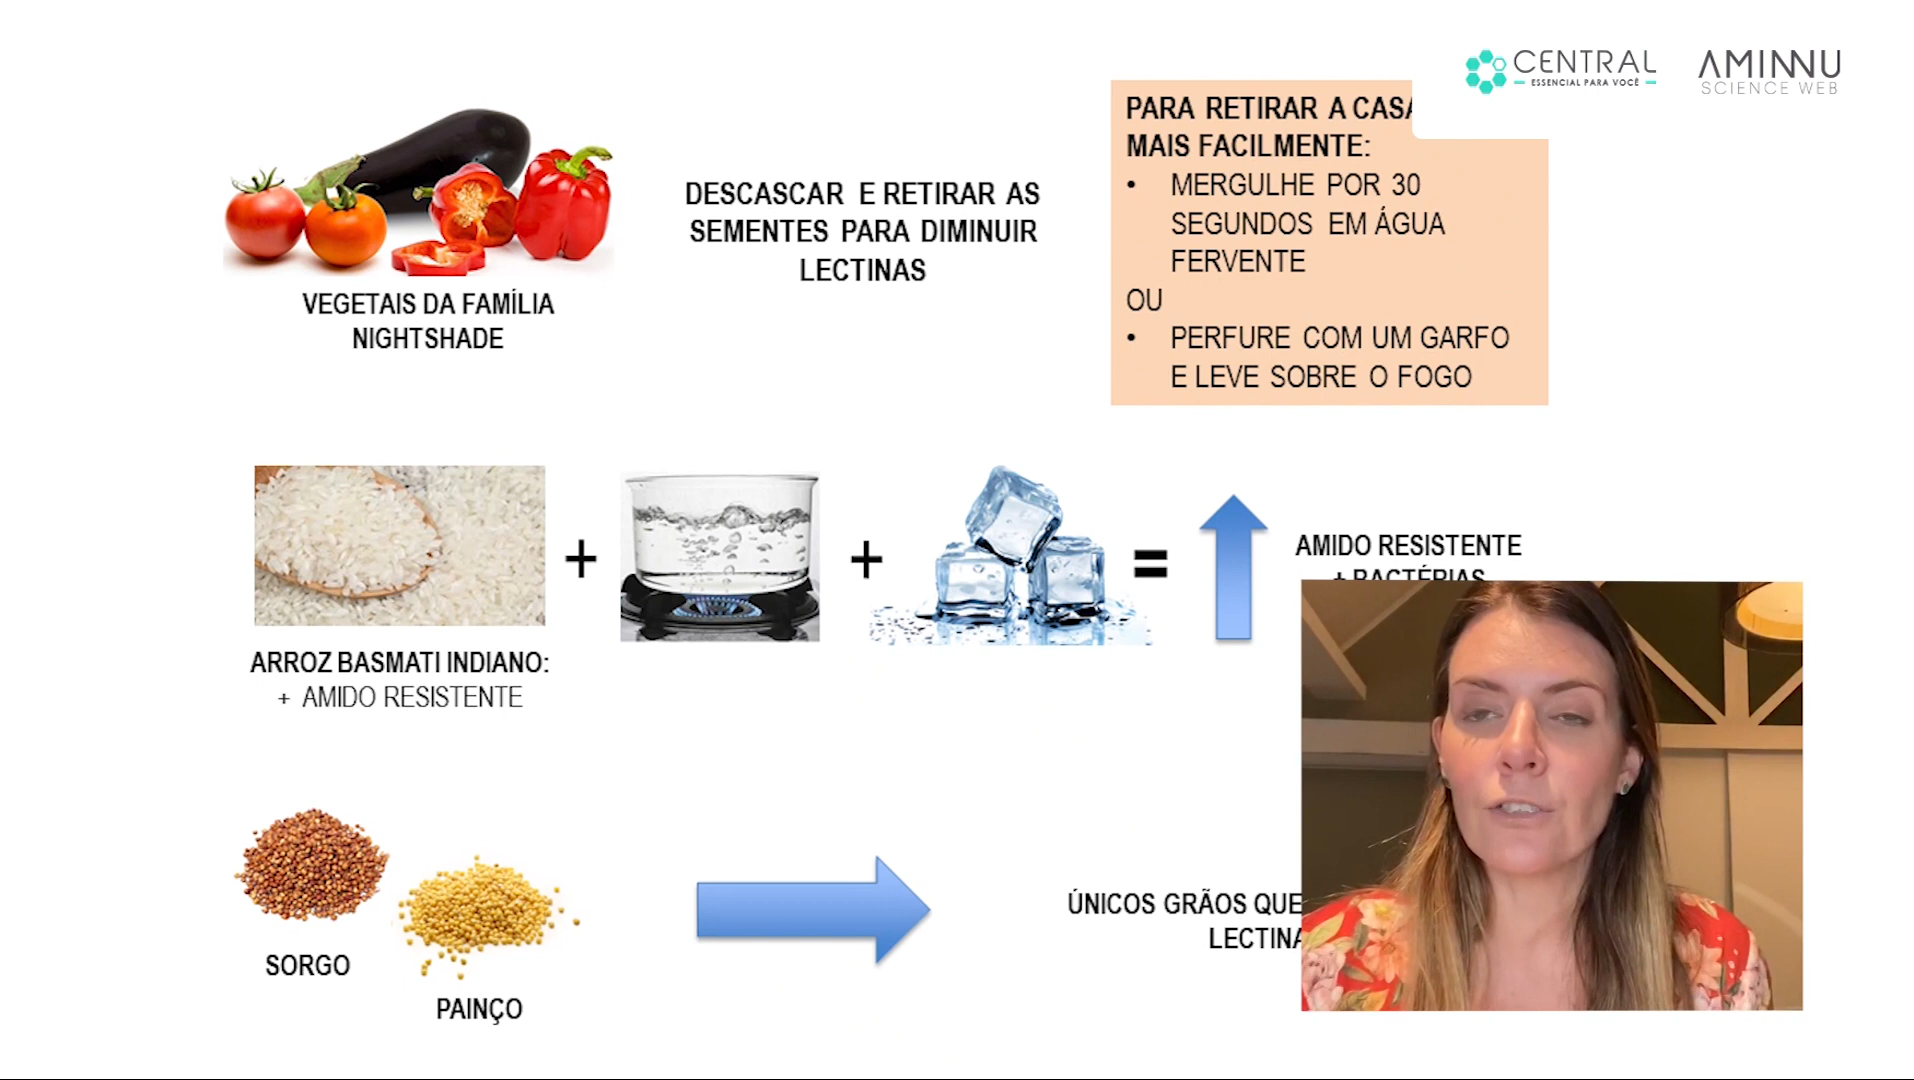 CENTRAL
ESSENCIAL PARA VOCÊ
AMINNU
SCIENCE WEB
VEGETAIS DA FAMÍLIA
NIGHTSHADE
DESCASCAR E RETIRAR AS
SEMENTES PARA DIMINUIR
LECTINAS
PARA RETIRAR A CASA
MAIS FACILMENTE:
• MERGULHE POR 30
SEGUNDOS EM ÁGUA
FERVENTE
OU
• PERFURE COM UM GARFO
E LEVE SOBRE O FOGO
+
+
=
AMIDO RESISTENTE
+ BACTÉRIAS
ARROZ BASMATI INDIANO:
+ AMIDO RESISTENTE
SORGO
PAINÇO
ÚNICOS GRÃOS QUE
LECTINA